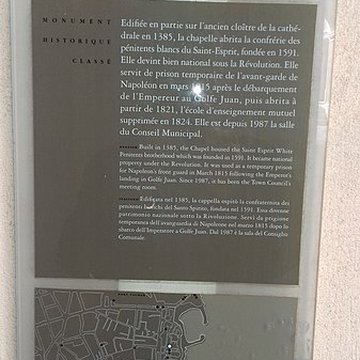 MONUMENT
HISTORIQUE
CLASSÉ
Edifiée en partie sur l'ancien cloître de la cathé-
drale en 1385, la chapelle abrita la confrérie des
pénitents blancs du Saint-Esprit, fondée en 1591.
Elle devint bien national sous la Révolution. Elle
servit de prison temporaire de l'avant-garde de
Napoléon en mars 1815 après le débarquement
de l'Empereur au Golfe Juan, puis abrita à
partir de 1821, l'école d'enseignement mutuel
supprimée en 1824. Elle est depuis 1987 la salle
du Conseil Municipal.
Built in 1385, the Chapel housed the Saint Esprit White
Penitents brotherhood which was founded in 1591. It became national
property under the Revolution. It was used as a temporary prison
for Napoleon's front guard in March 1815 following the Emperor's
landing in Golfe Juan. Since 1987, it has been the Town Council's
meeting room.
Edificata nel 1385, la cappella ospitò la confraternita dei
penitenti bianchi del Santo Spirito, fondata nel 1591. Essa divenne
patrimonio nazionale sotto la Rivoluzione. Servì da prigione
temporanea dell'avanguardia di Napoleone nel marzo 1815 dopo lo
sbarco dell'Imperatore a Golfe Juan. Dal 1987 è la sala del Consiglio
Comunale.